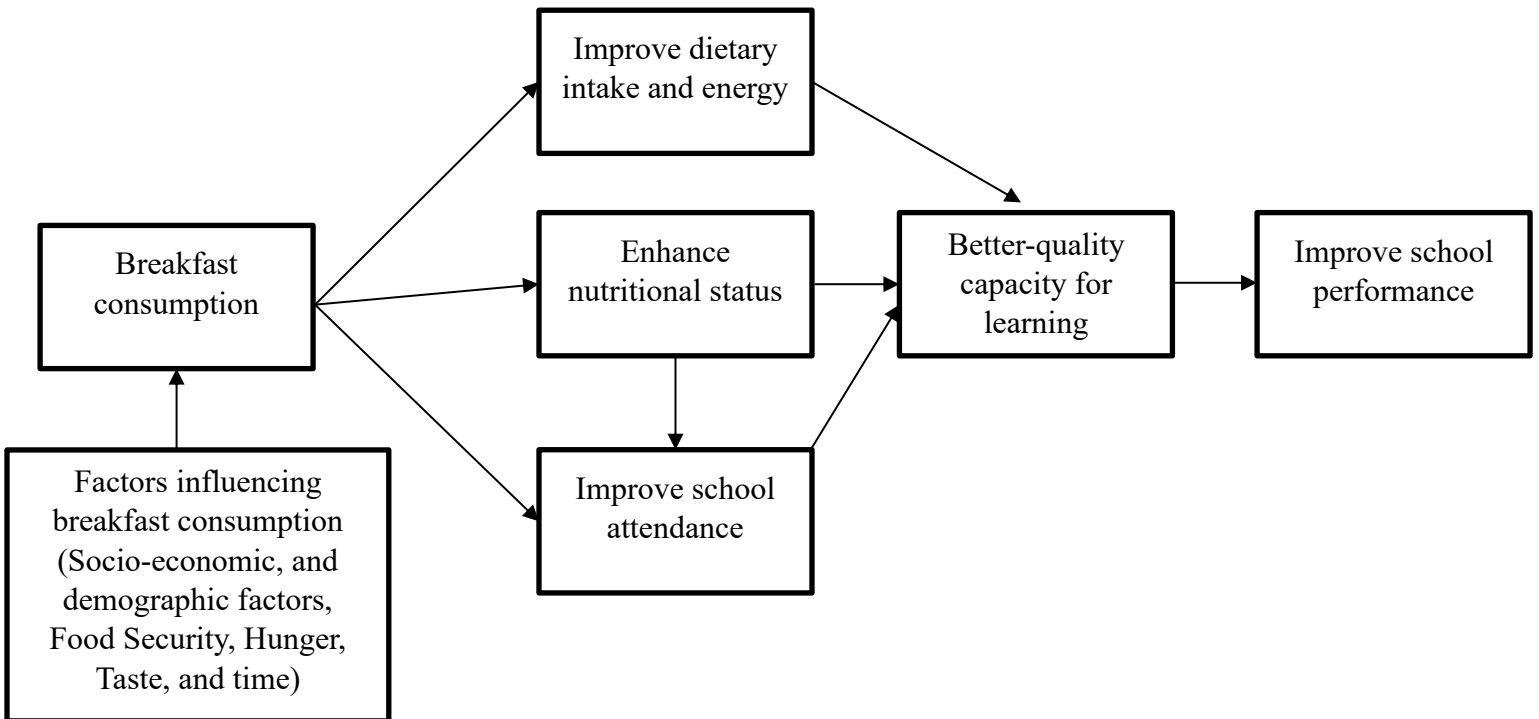 Improve dietary
intake and energy
Breakfast
consumption
Enhance
nutritional status
Better-quality
capacity for
learning
Improve school
performance
Factors influencing
breakfast consumption
(Socio-economic, and
demographic factors,
Food Security, Hunger,
Taste, and time)
Improve school
attendance